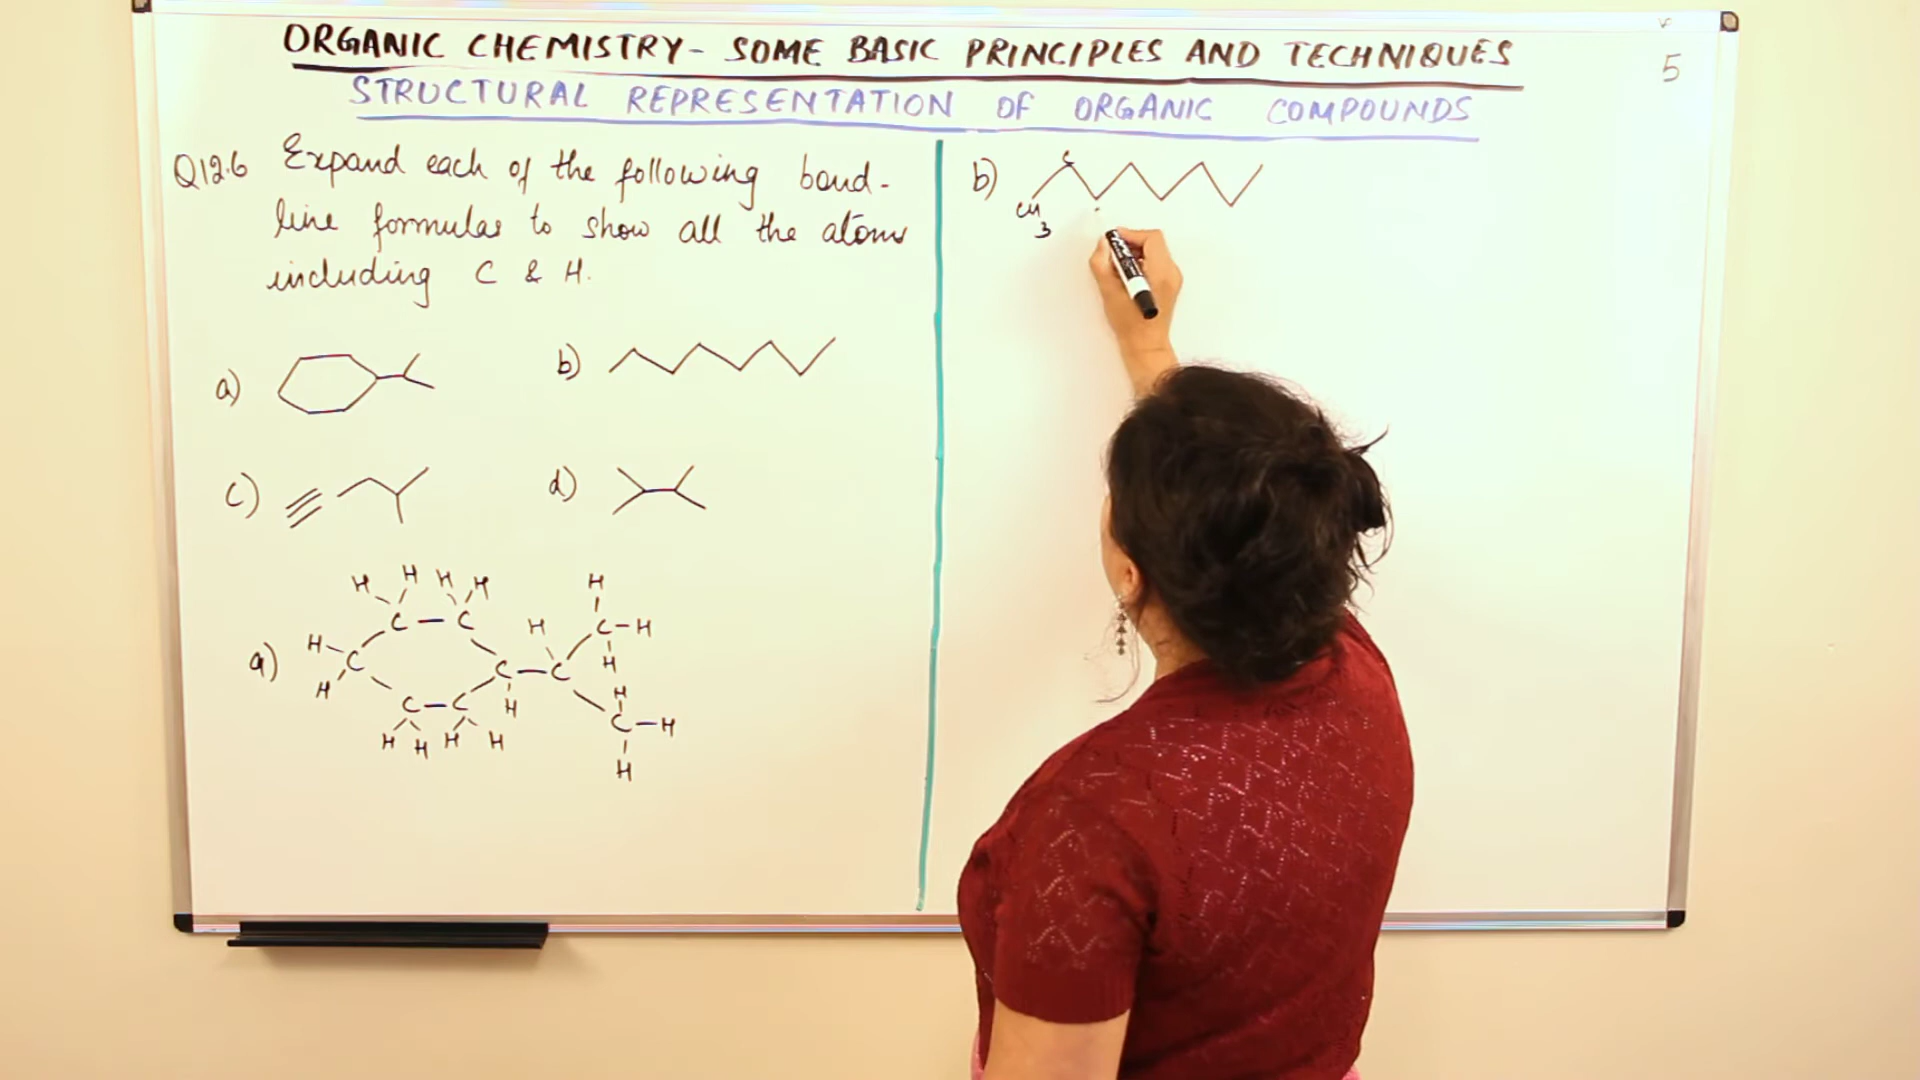 ORGANIC CHEMISTRY - SOME BASIC PRINCIPLES AND TECHNIQUES
5
STRUCTURAL REPRESENTATION OF ORGANIC COMPOUNDS
Q12.6 Expand each of the following bond-
line formulas to show all the atoms
including C & H.
a)
b)
c)
d)
a)
H H H H
C - C
H H
H C
H C - C C - H
H
C - C H H
H H H H C - H
H
b)
C
CH3